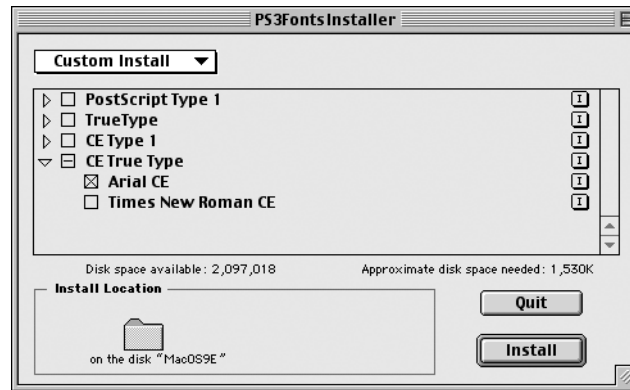 PS3FontsInstaller
Custom Install
PostScript Type 1
TrueType
CE Type 1
CE True Type
Arial CE
Times New Roman CE
Disk space available: 2,097,018 Approximate disk space needed: 1,530K
Install Location
on the disk “MacOS9E”
Quit
Install